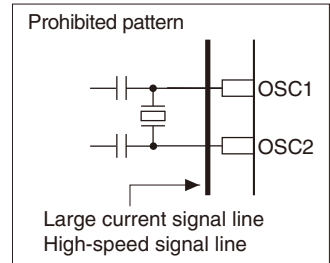 Prohibited pattern
OSC1
OSC2
Large current signal line
High-speed signal line